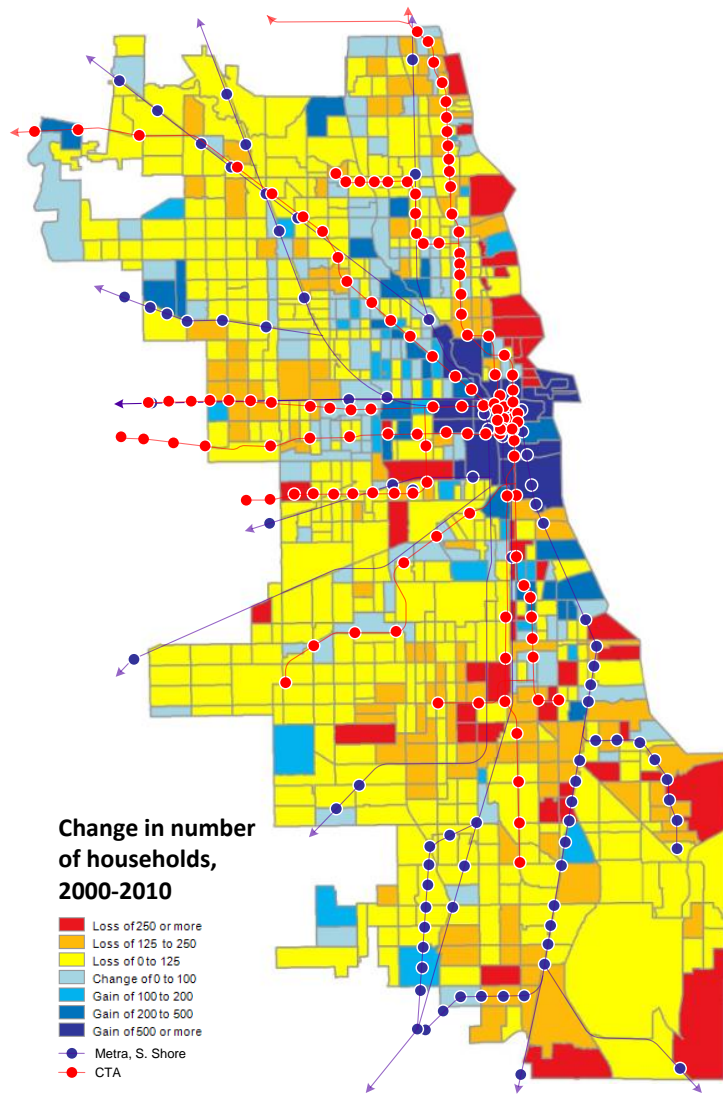 Change in number
of households,
2000-2010
Loss of 250 or more
Loss of 125 to 250
Loss of 0 to 125
Change of 0 to 100
Gain of 100 to 200
Gain of 200 to 500
Gain of 500 or more
Metra, S. Shore
CTA